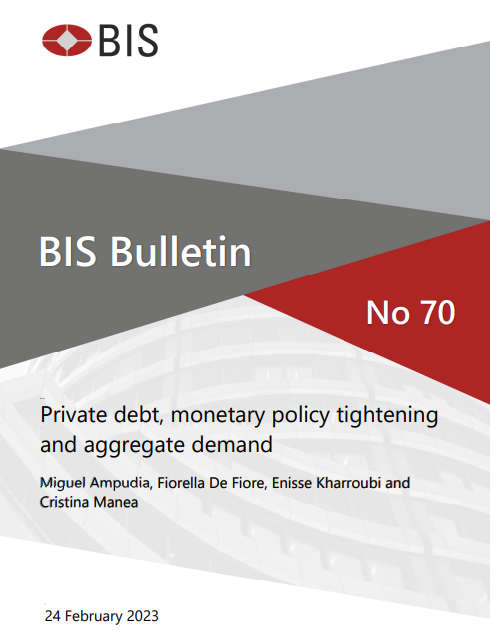 BIS
BIS Bulletin
No 70
Private debt, monetary policy tightening
and aggregate demand
Miguel Ampudia, Fiorella De Fiore, Enisse Kharroubi and
Cristina Manea
24 February 2023